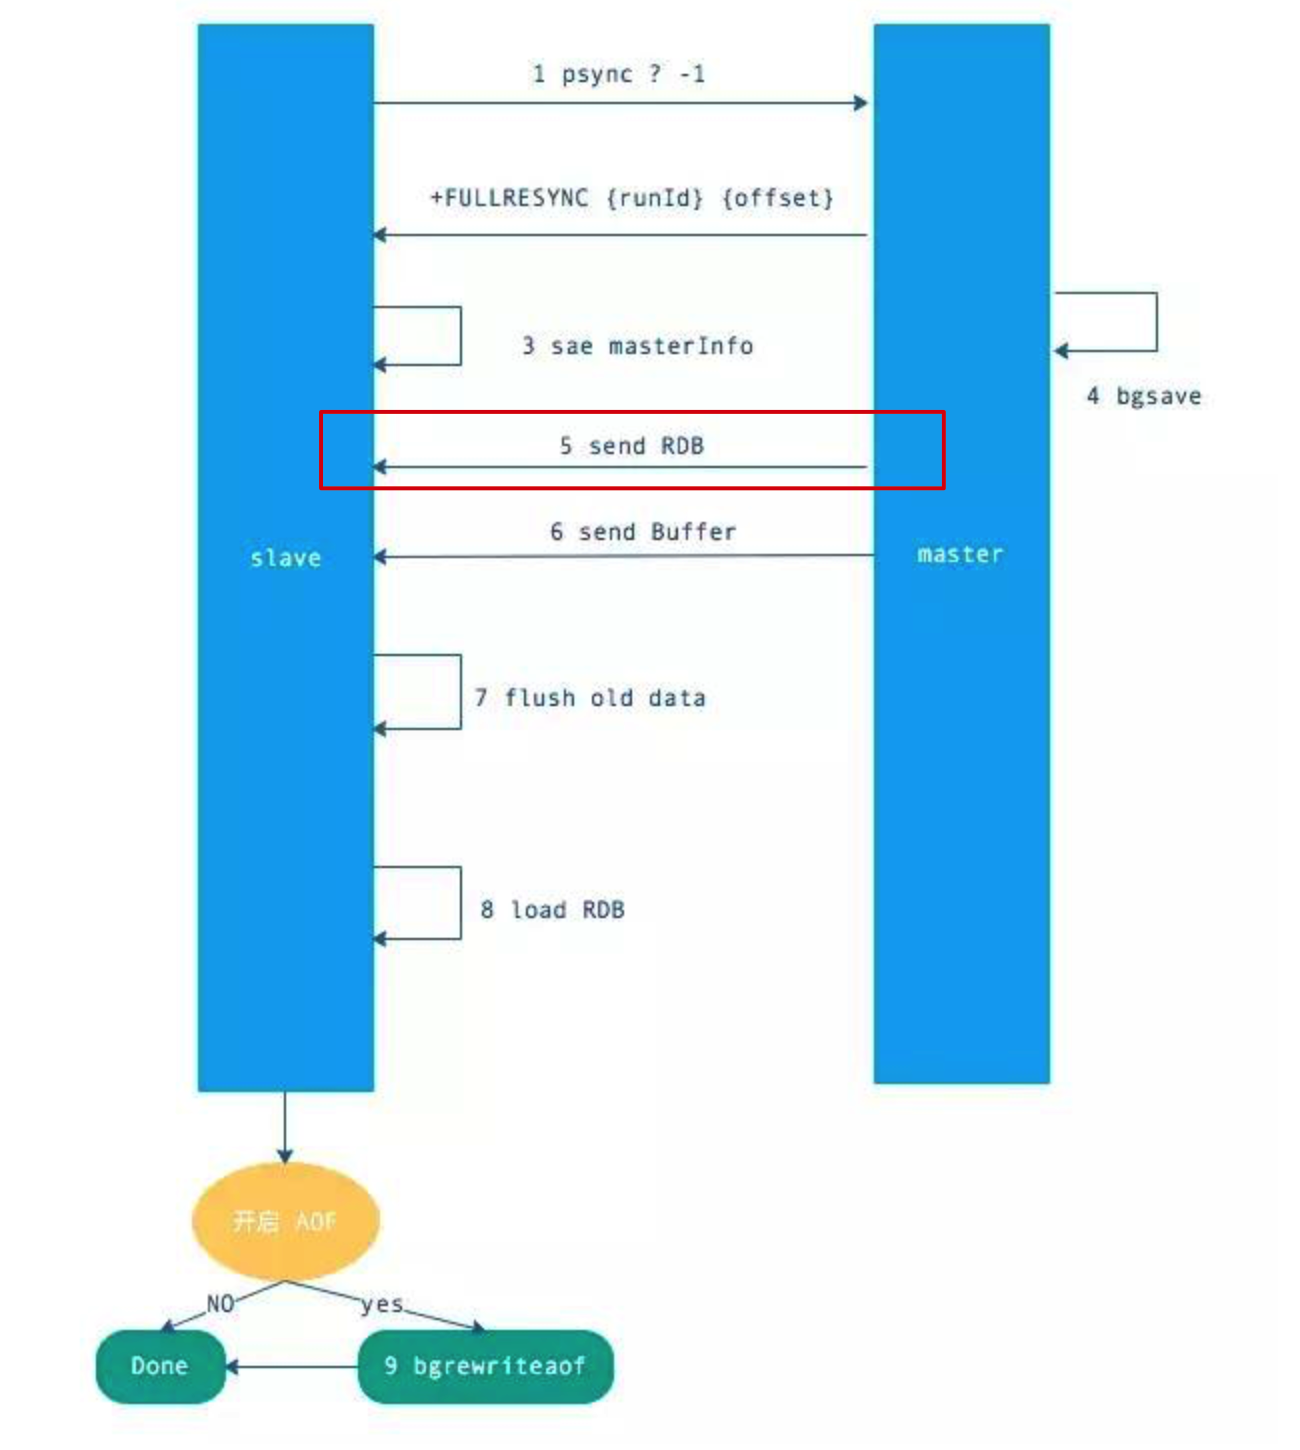 1 psync ? -1
+FULLRESYNC {runId} {offset}
3 sae masterInfo
4 bgsave
5 send RDB
6 send Buffer
slave
master
7 flush old data
8 load RDB
开启 AOF
NO
yes
Done
9 bgrewriteaof